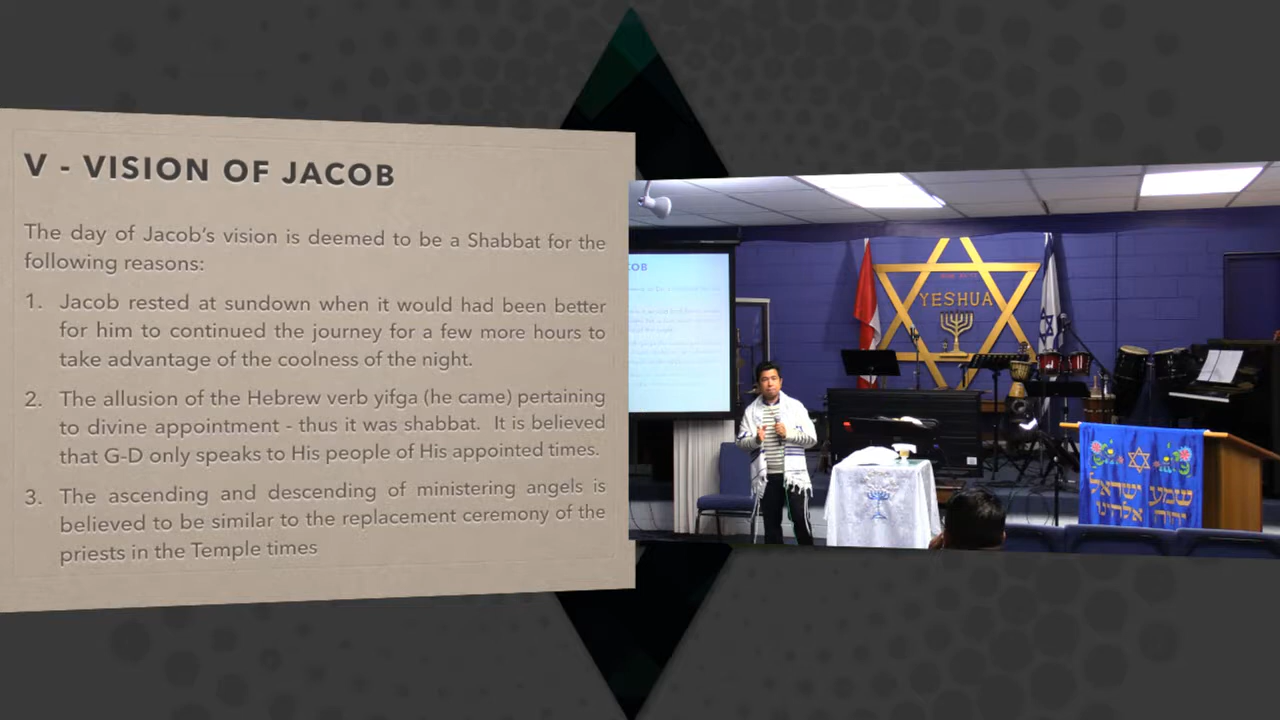 V - VISION OF JACOB
The day of Jacob's vision is deemed to be a Shabbat for the
following reasons:
1. Jacob rested at sundown when it would had been better
for him to continued the journey for a few more hours to
take advantage of the coolness of the night.
2. The allusion of the Hebrew verb yifga (he came) pertaining
to divine appointment - thus it was shabbat. It is believed
that G-D only speaks to His people of His appointed times.
3. The ascending and descending of ministering angels is
believed to be similar to the replacement ceremony of the
priests in the Temple times
COB
YESHUA
שמע ישראל
יהוה אלהינו